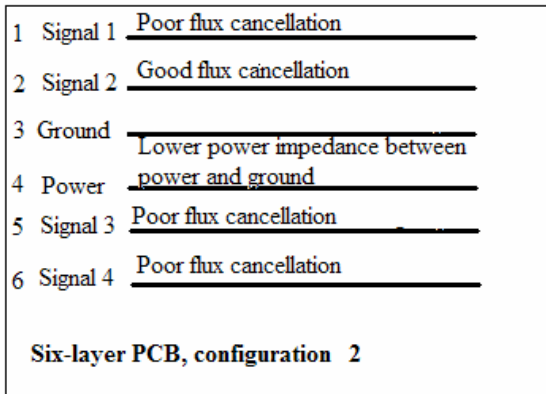 1 Signal 1 Poor flux cancellation
2 Signal 2 Good flux cancellation
3 Ground
Lower power impedance between
4 Power power and ground
5 Signal 3 Poor flux cancellation
6 Signal 4 Poor flux cancellation
Six-layer PCB, configuration 2